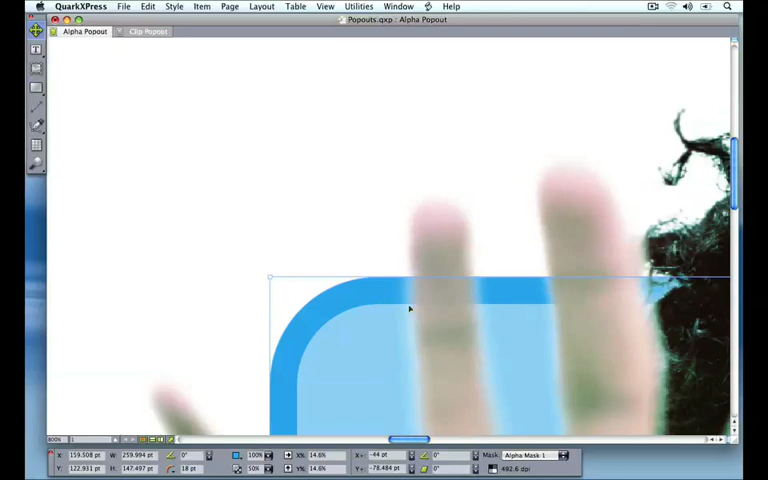 QuarkXPress File Edit Style Item Page Layout Table View Utilities Window Help
Popouts.qxp : Alpha Popout
Alpha Popout Clip Popout
800% 1
X: 159.508 pt W: 259.994 pt 0° 100% X%: 14.6% X+: -44 pt 0° Mask: Alpha Mask 1
Y: 122.931 pt H: 147.497 pt 18 pt 50% Y%: 14.6% Y+: -78.484 pt 0° 492.6 dpi